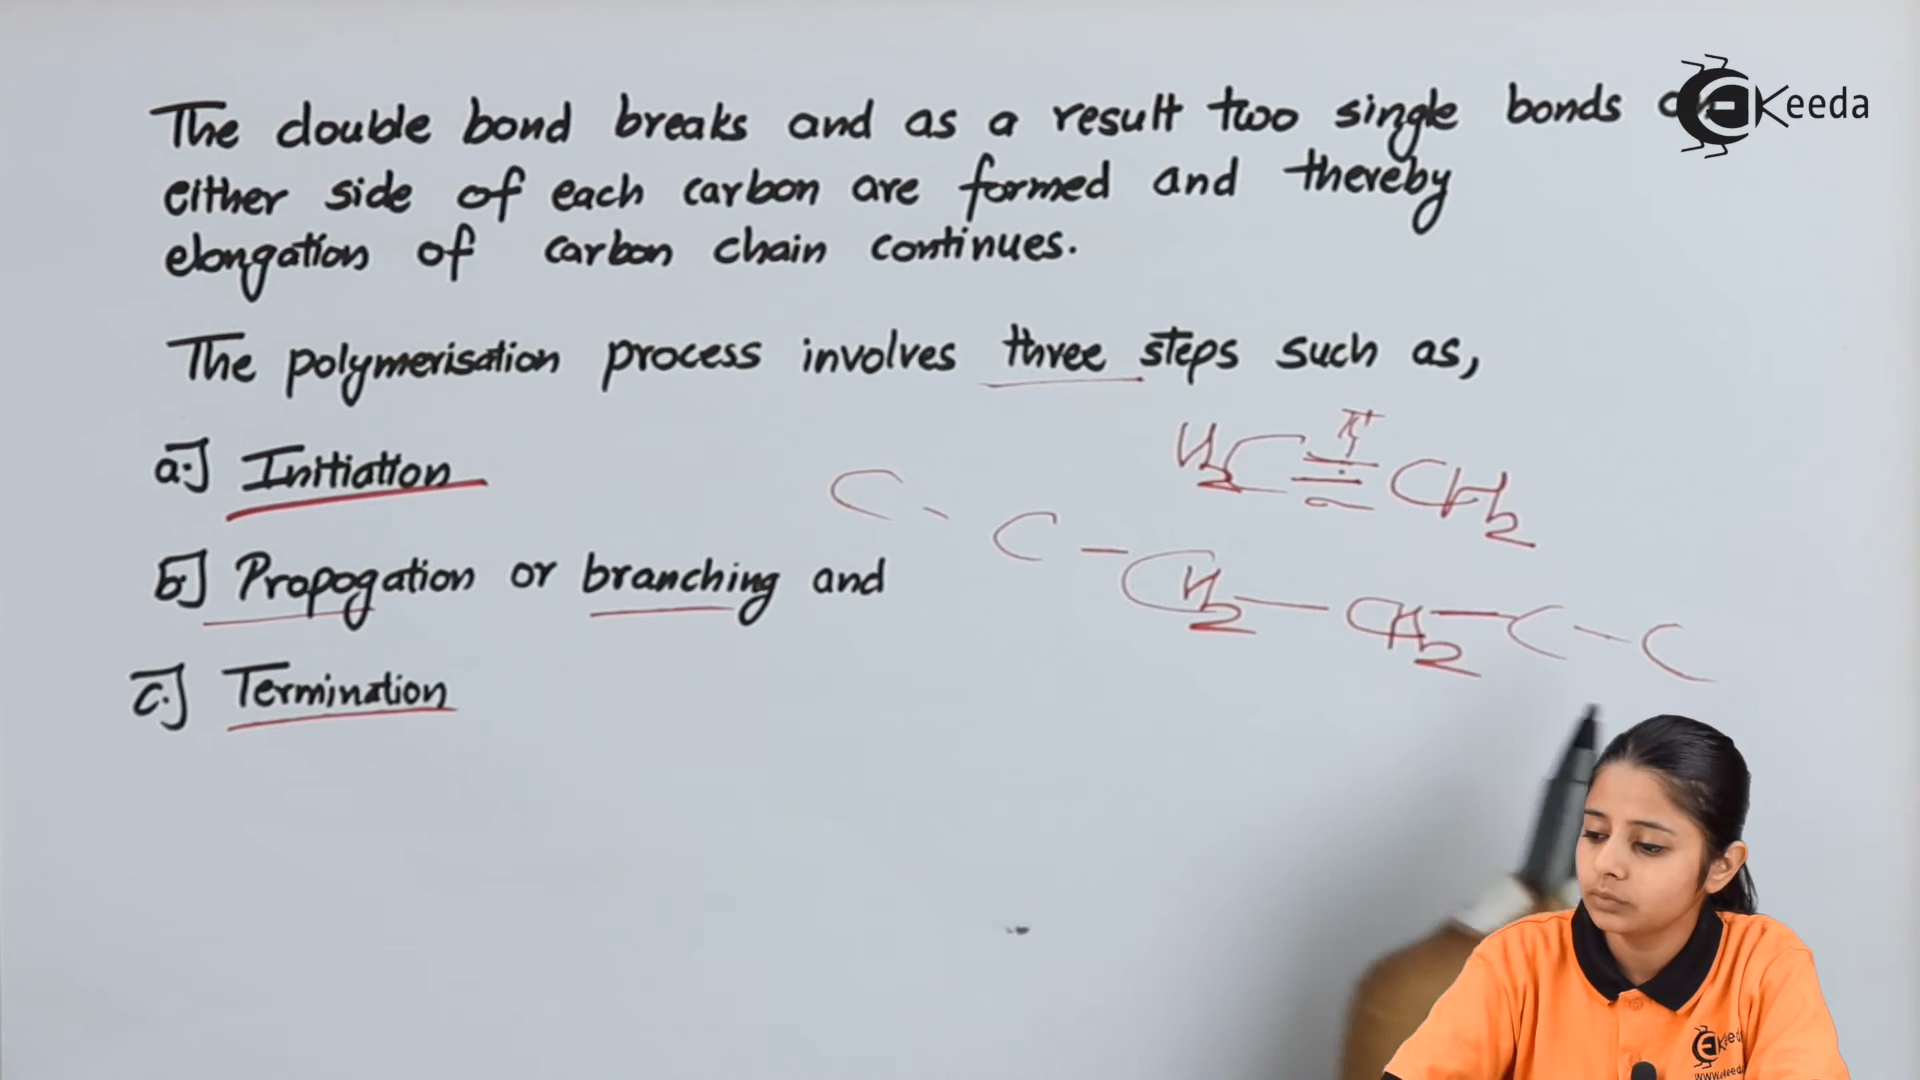 The double bond breaks and as a result two single bonds on
either side of each carbon are formed and thereby
elongation of carbon chain continues.
The polymerisation process involves three steps such as,
a.] Initiation
b.] Propogation or branching and
c.] Termination
π
H₂C = CH₂
C - C - CH₂ - CH₂ - C - C
eKeeda
eKeeda